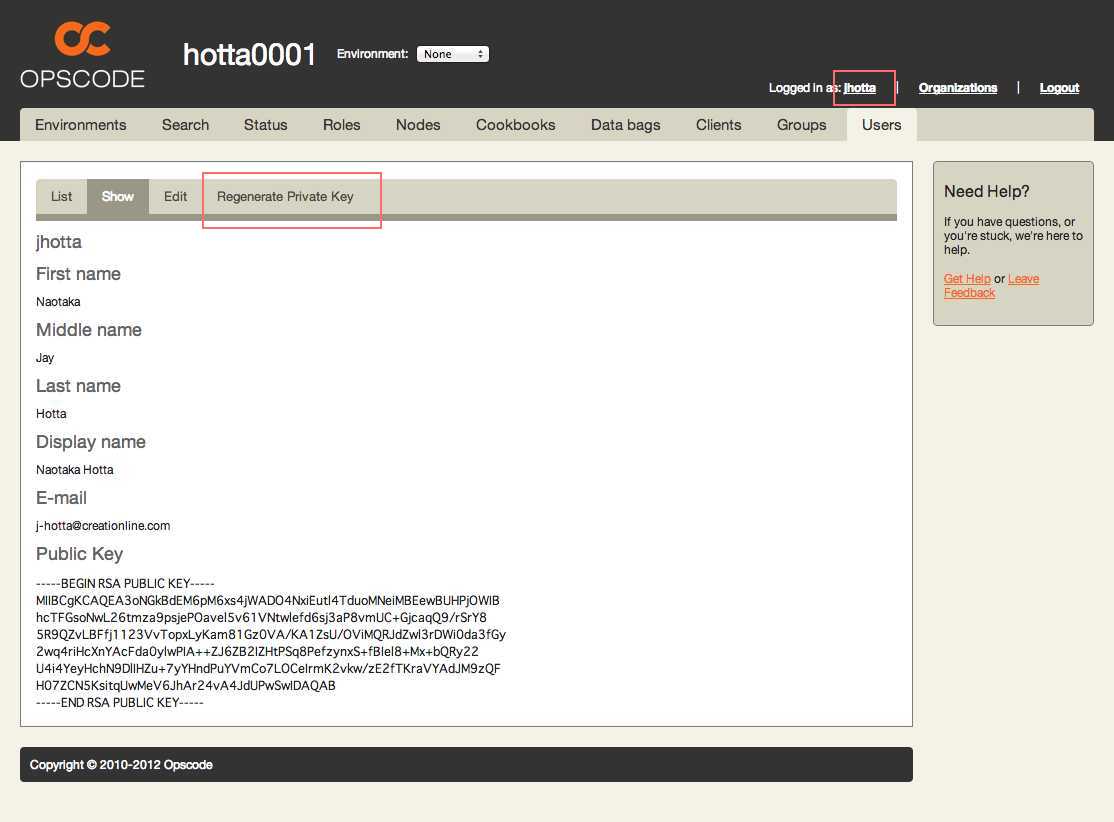 OPSCODE
hotta0001
Environment: None
Logged in as: jhotta | Organizations | Logout
Environments Search Status Roles Nodes Cookbooks Data bags Clients Groups Users
List Show Edit Regenerate Private Key
jhotta
First name
Naotaka
Middle name
Jay
Last name
Hotta
Display name
Naotaka Hotta
E-mail
j-hotta@creationline.com
Public Key
-----BEGIN RSA PUBLIC KEY-----
MIIBCgKCAQEA3oNGkBdEM6pM6xs4jWADO4NxiEutl4TduoMNeiMBEewBUHPjOWIB
hcTFGsoNwL26tmza9psjePOavel5v61VNtwlefd6sj3aP8vmUC+GjcaqQ9/rSrY8
5R9QZvLBFfj1123VvTopxLyKam81Gz0VA/KA1ZsU/OViMQRJdZwl3rDWi0da3fGy
2wq4riHcXnYAcFda0ylwPIA++ZJ6ZB2IZHtPSq8PefzynxS+fBIel8+Mx+bQRy22
U4i4YeyHchN9DlIHZu+7yYHndPuYVmCo7LOCeIrmK2vkw/zE2fTKraVYAdJM9zQF
H07ZCN5KsitqUwMeV6JhAr24vA4JdUPwSwIDAQAB
-----END RSA PUBLIC KEY-----
Need Help?
If you have questions, or
you're stuck, we're here to
help.
Get Help or Leave
Feedback
Copyright © 2010-2012 Opscode